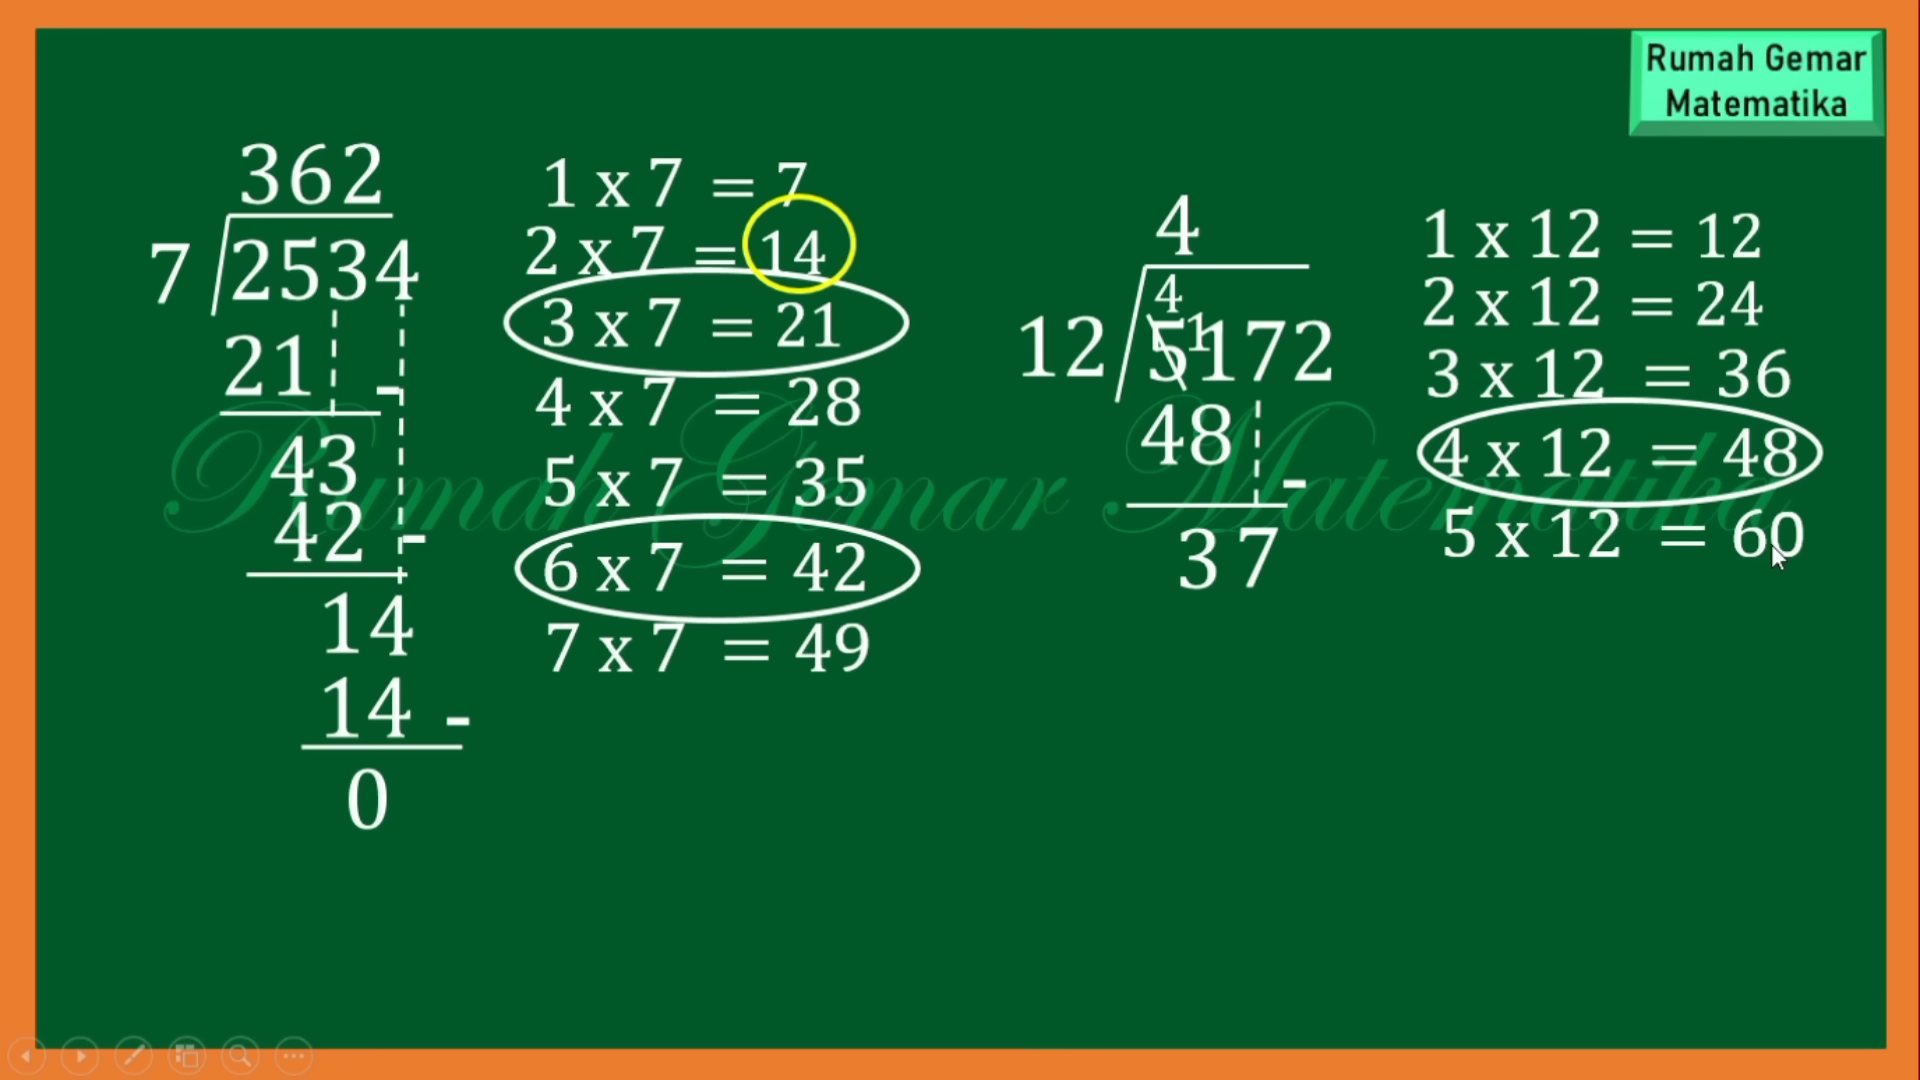 Rumah Gemar
Matematika
362
7 2534
21 -
43
42 -
14
14 -
0
1 x 7 = 7
2 x 7 = 14
3 x 7 = 21
4 x 7 = 28
5 x 7 = 35
6 x 7 = 42
7 x 7 = 49
4
4 1
12 5172
48 -
37
1 x 12 = 12
2 x 12 = 24
3 x 12 = 36
4 x 12 = 48
5 x 12 = 60
Rumah Gemar Matematika